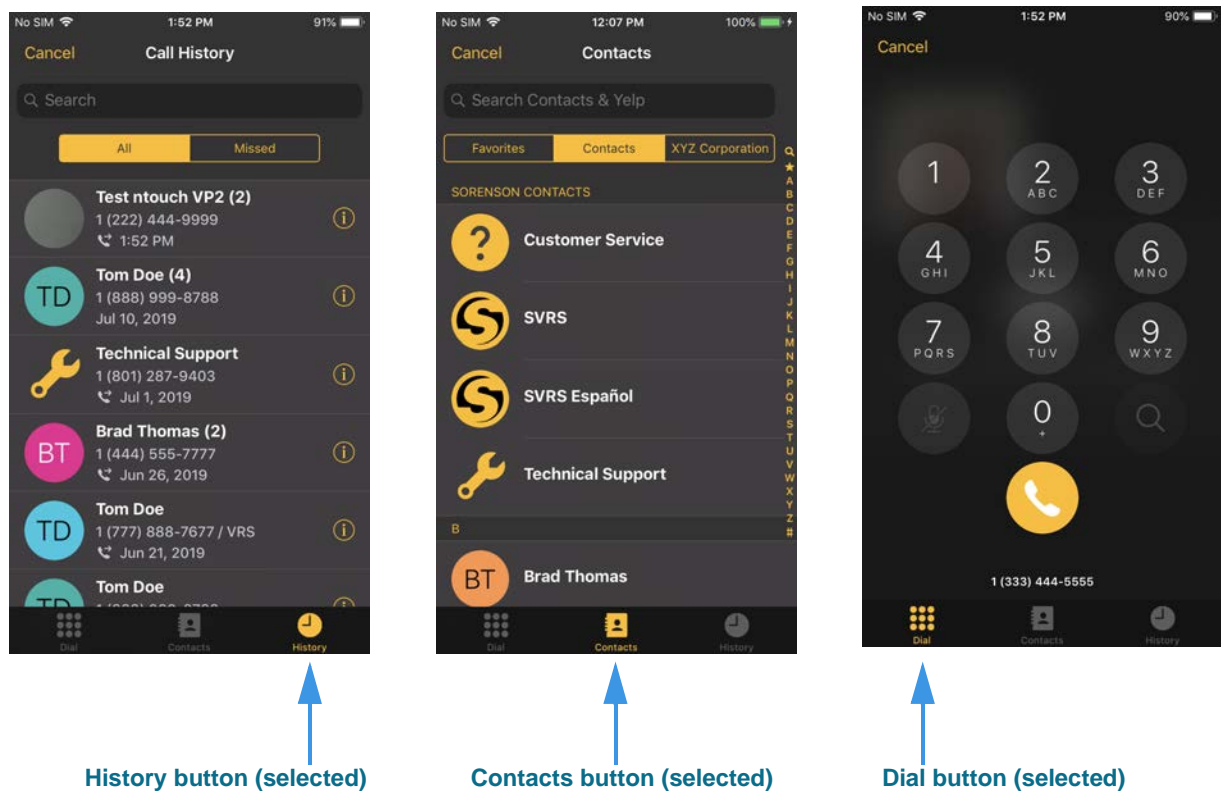 No SIM 1:52 PM 91%
Cancel Call History
Search
All Missed
Test ntouch VP2 (2)
1 (222) 444-9999
1:52 PM
TD
Tom Doe (4)
1 (888) 999-8788
Jul 10, 2019
Technical Support
1 (801) 287-9403
Jul 1, 2019
BT
Brad Thomas (2)
1 (444) 555-7777
Jun 26, 2019
TD
Tom Doe
1 (777) 888-7677 / VRS
Jun 21, 2019
TD
Tom Doe
Dial Contacts History
History button (selected)
No SIM 12:07 PM 100%
Cancel Contacts
Search Contacts & Yelp
Favorites Contacts XYZ Corporation
SORENSON CONTACTS
?
Customer Service
S
SVRS
S
SVRS Español
Technical Support
B
BT
Brad Thomas
A
B
C
D
E
F
G
H
I
J
K
L
M
N
O
P
Q
R
S
T
U
V
W
X
Y
Z
#
Dial Contacts History
Contacts button (selected)
No SIM 1:52 PM 90%
Cancel
1 2 3
ABC DEF
4 5 6
GHI JKL MNO
7 8 9
PQRS TUV WXYZ
0
+
1 (333) 444-5555
Dial Contacts History
Dial button (selected)